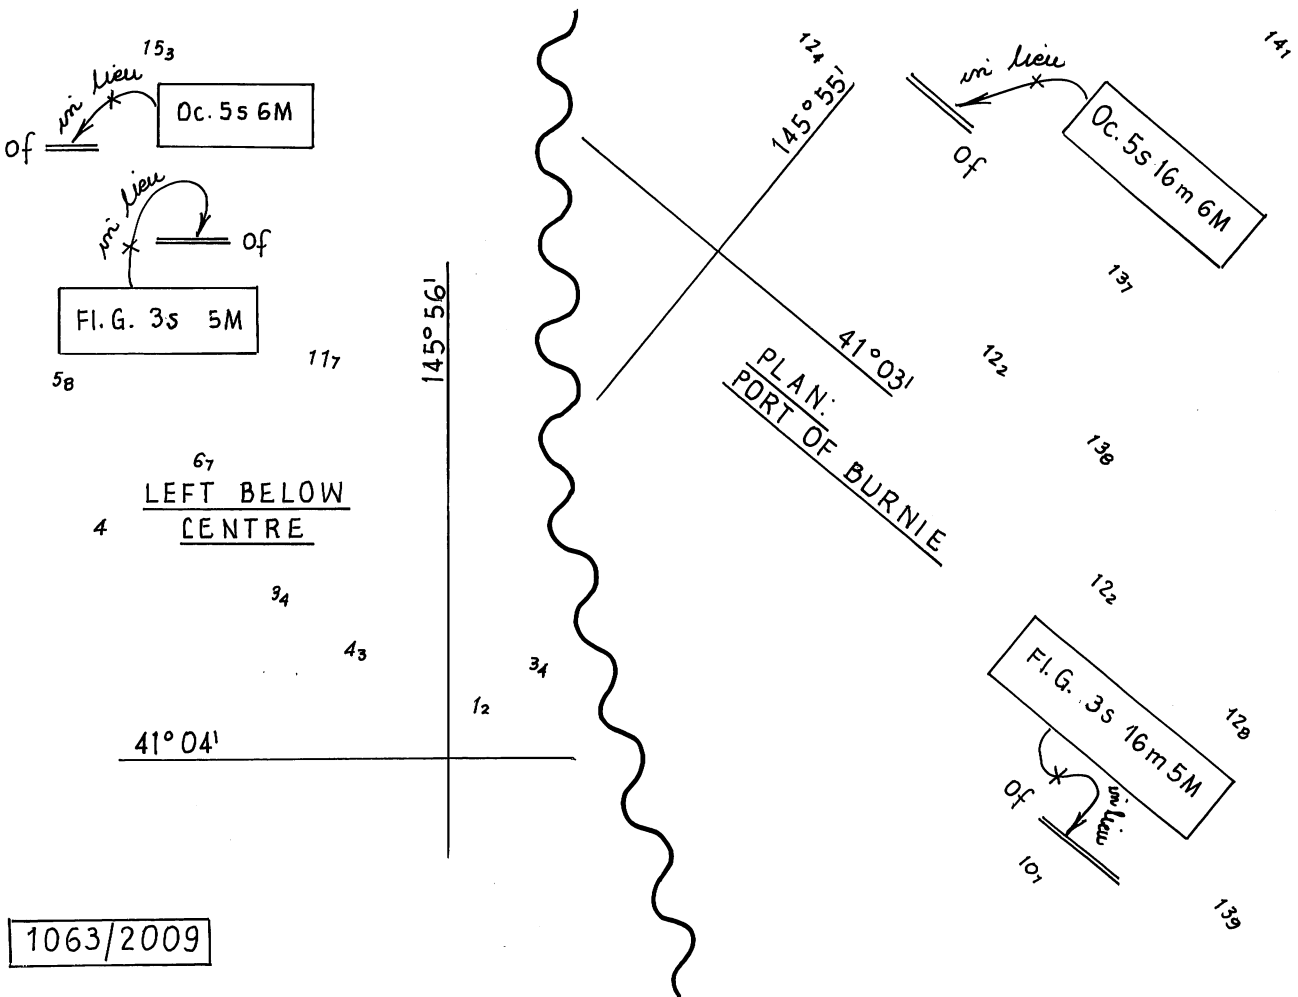 15₃
in lieu
Oc. 5s 6M
Of
in lieu
Of
Fl. G. 3s 5M
5₈
11₇
145° 56'
6₇
LEFT BELOW
CENTRE
4
3₄
4₃
3₄
1₂
41° 04'
1063/2009
12₄
145° 55'
in lieu
Of
Oc. 5s 16m 6M
14₁
13₇
41° 03'
12₂
PLAN:
PORT OF BURNIE
13₈
12₂
Fl. G. 3s 16m 5M
12₈
Of
in lieu
10₇
13₉